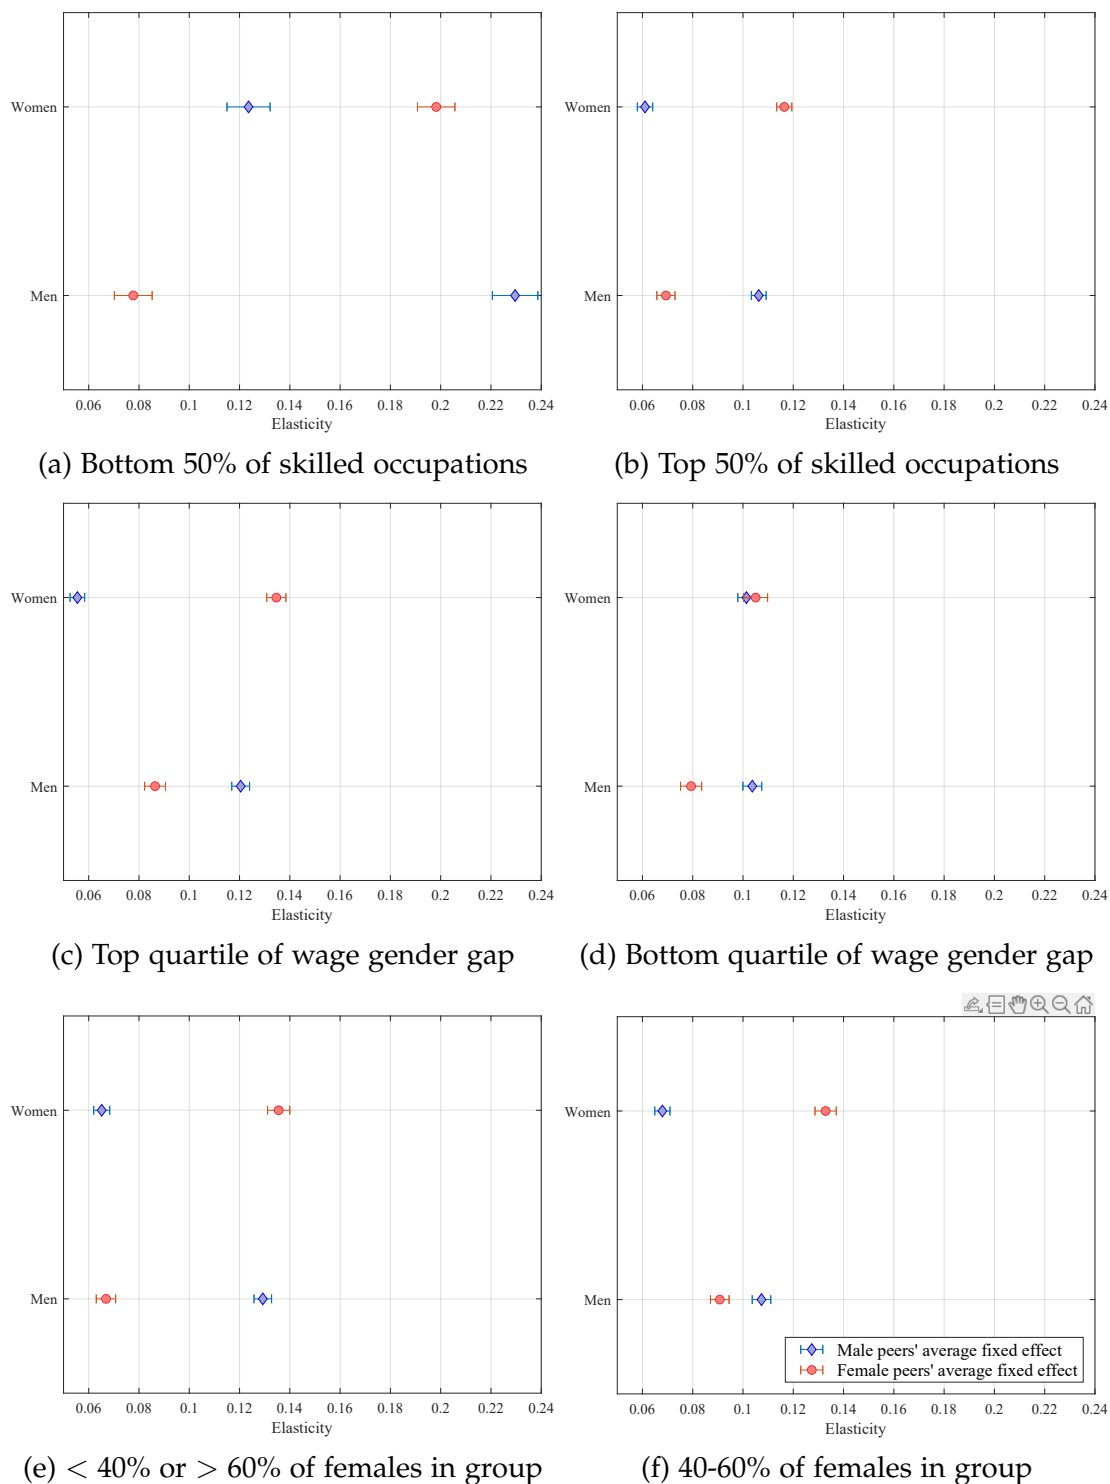 Women
Men
0.06 0.08 0.1 0.12 0.14 0.16 0.18 0.2 0.22 0.24
Elasticity
(a) Bottom 50% of skilled occupations
Women
Men
0.06 0.08 0.1 0.12 0.14 0.16 0.18 0.2 0.22 0.24
Elasticity
(b) Top 50% of skilled occupations
Women
Men
0.06 0.08 0.1 0.12 0.14 0.16 0.18 0.2 0.22 0.24
Elasticity
(c) Top quartile of wage gender gap
Women
Men
0.06 0.08 0.1 0.12 0.14 0.16 0.18 0.2 0.22 0.24
Elasticity
(d) Bottom quartile of wage gender gap
Women
Men
0.06 0.08 0.1 0.12 0.14 0.16 0.18 0.2 0.22 0.24
Elasticity
(e) < 40% or > 60% of females in group
Women
Men
Male peers' average fixed effect
Female peers' average fixed effect
0.06 0.08 0.1 0.12 0.14 0.16 0.18 0.2 0.22 0.24
Elasticity
(f) 40-60% of females in group